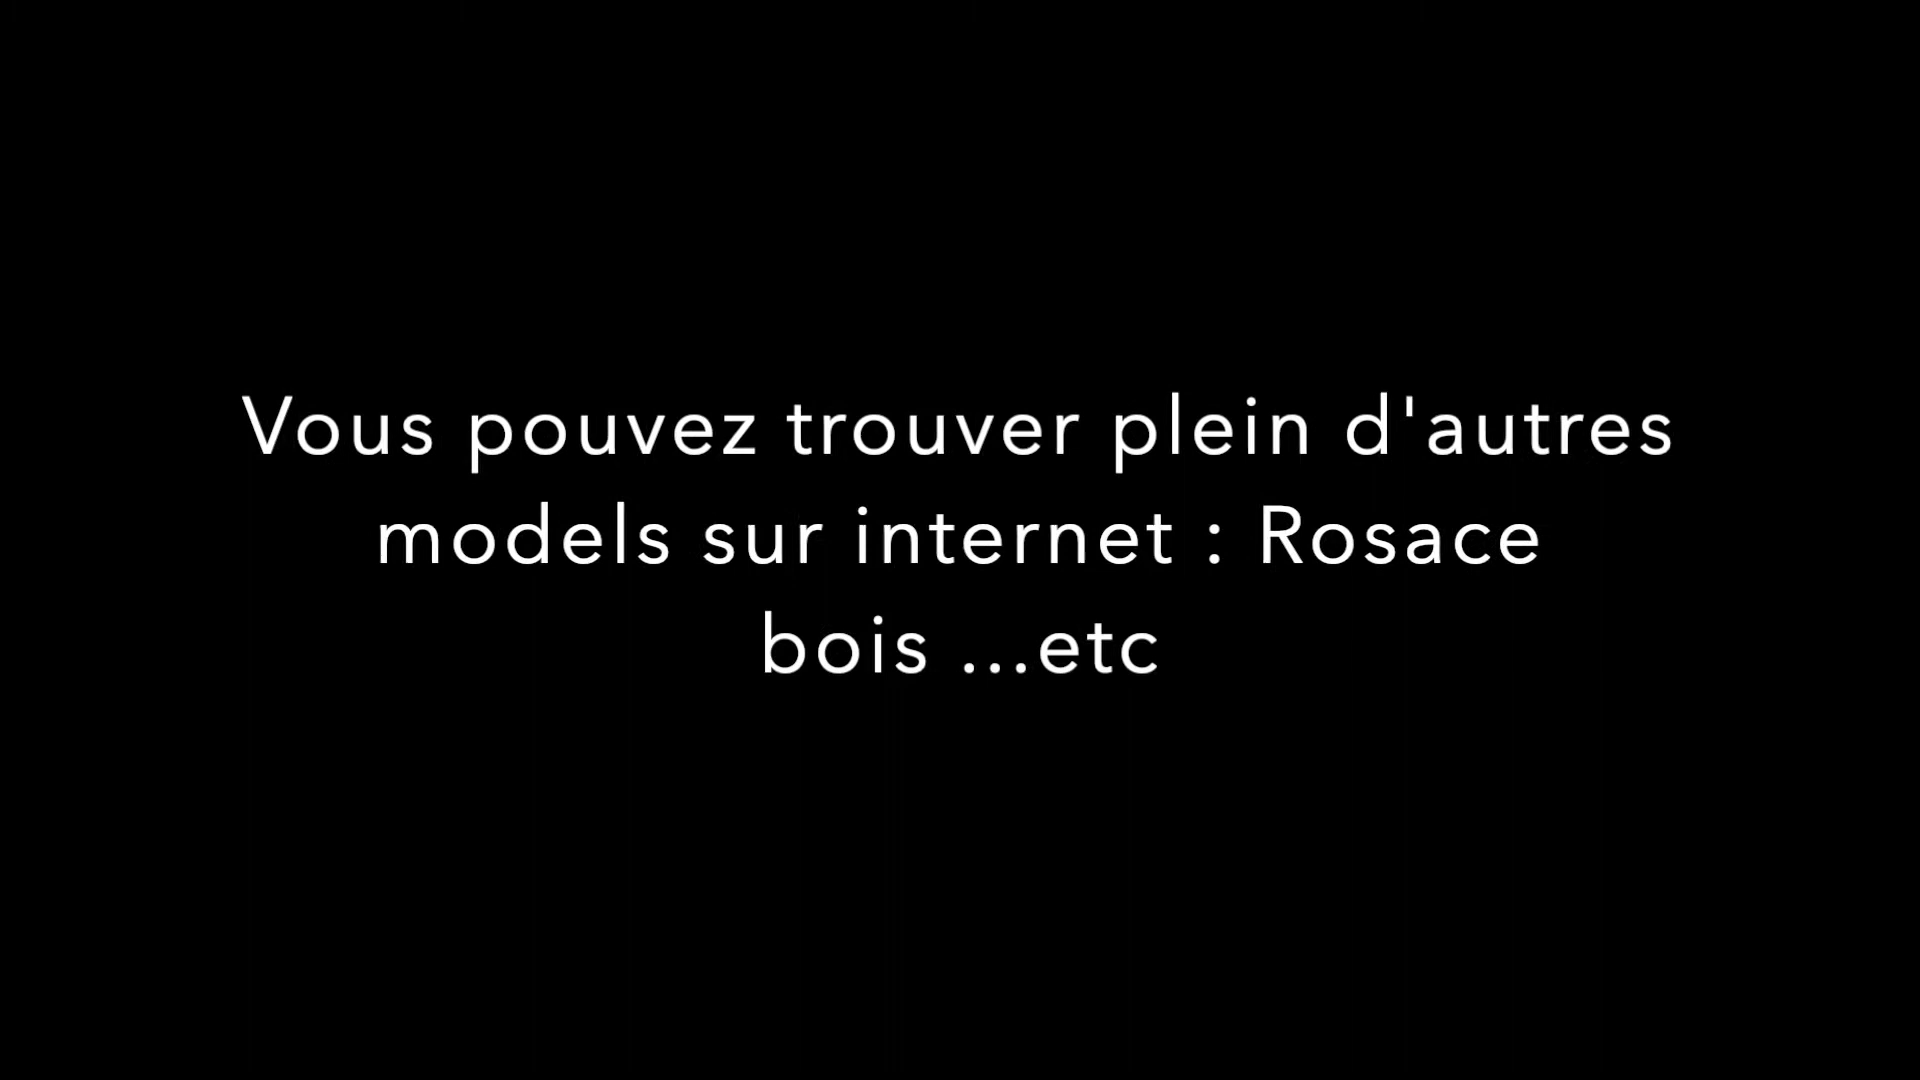 Vous pouvez trouver plein d'autres
models sur internet : Rosace
bois ...etc